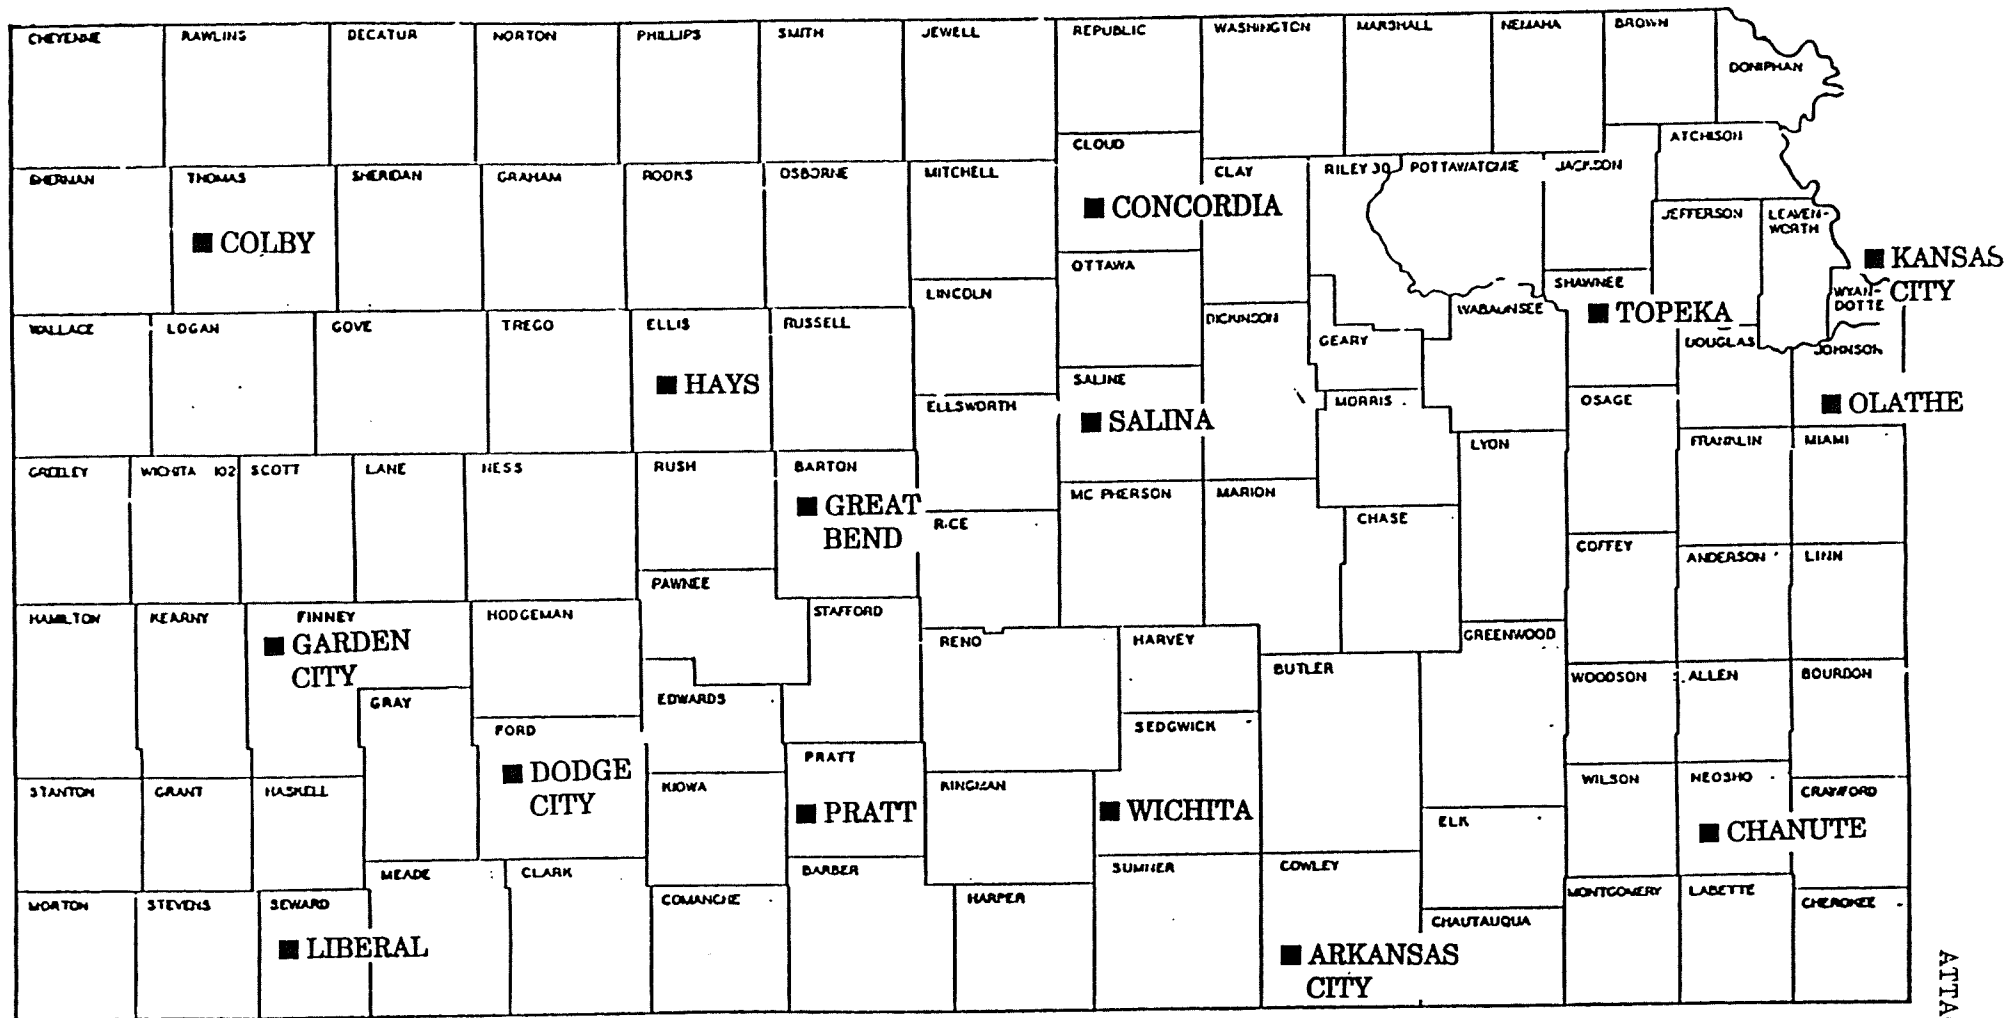 CHEYENNE
RAWLINS
DECATUR
NORTON
PHILLIPS
SMITH
JEWELL
REPUBLIC
WASHINGTON
MARSHALL
NEMAHA
BROWN
DONIPHAN
CLOUD
ATCHISON
SHERMAN
THOMAS
SHERIDAN
GRAHAM
ROOKS
OSBORNE
MITCHELL
CLAY
RILEY 30
POTTAWATOMIE
JACKSON
COLBY
CONCORDIA
JEFFERSON
LEAVEN-
WORTH
KANSAS
CITY
OTTAWA
LINCOLN
SHAWNEE
TOPEKA
WYAN-
DOTTE
WALLACE
LOGAN
GOVE
TREGO
ELLIS
RUSSELL
DICKINSON
GEARY
WABAUNSEE
DOUGLAS
JOHNSON
HAYS
SALINE
SALINA
ELLSWORTH
MORRIS
OSAGE
OLATHE
GREELEY
WICHITA 102
SCOTT
LANE
NESS
RUSH
BARTON
LYON
FRANKLIN
MIAMI
GREAT
BEND
RICE
MC PHERSON
MARION
CHASE
COFFEY
ANDERSON
LINN
PAWNEE
HAMILTON
KEARNY
FINNEY
GARDEN
CITY
HODGEMAN
STAFFORD
RENO
HARVEY
GREENWOOD
BUTLER
WOODSON
ALLEN
BOURBON
GRAY
EDWARDS
FORD
DODGE
CITY
PRATT
PRATT
SEDGWICK
WICHITA
STANTON
GRANT
HASKELL
KIOWA
KINGMAN
WILSON
NEOSHO
CRAWFORD
ELK
CHANUTE
MEADE
CLARK
BARBER
SUMNER
COWLEY
MORTON
STEVENS
SEWARD
LIBERAL
COMANCHE
HARPER
CHAUTAUQUA
MONTGOMERY
LABETTE
CHEROKEE
ARKANSAS
CITY
ATTA